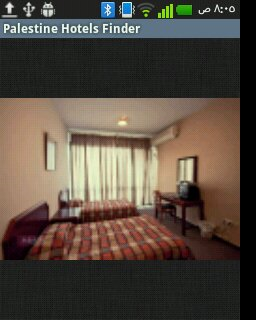 ٨:٠٥ ص
Palestine Hotels Finder